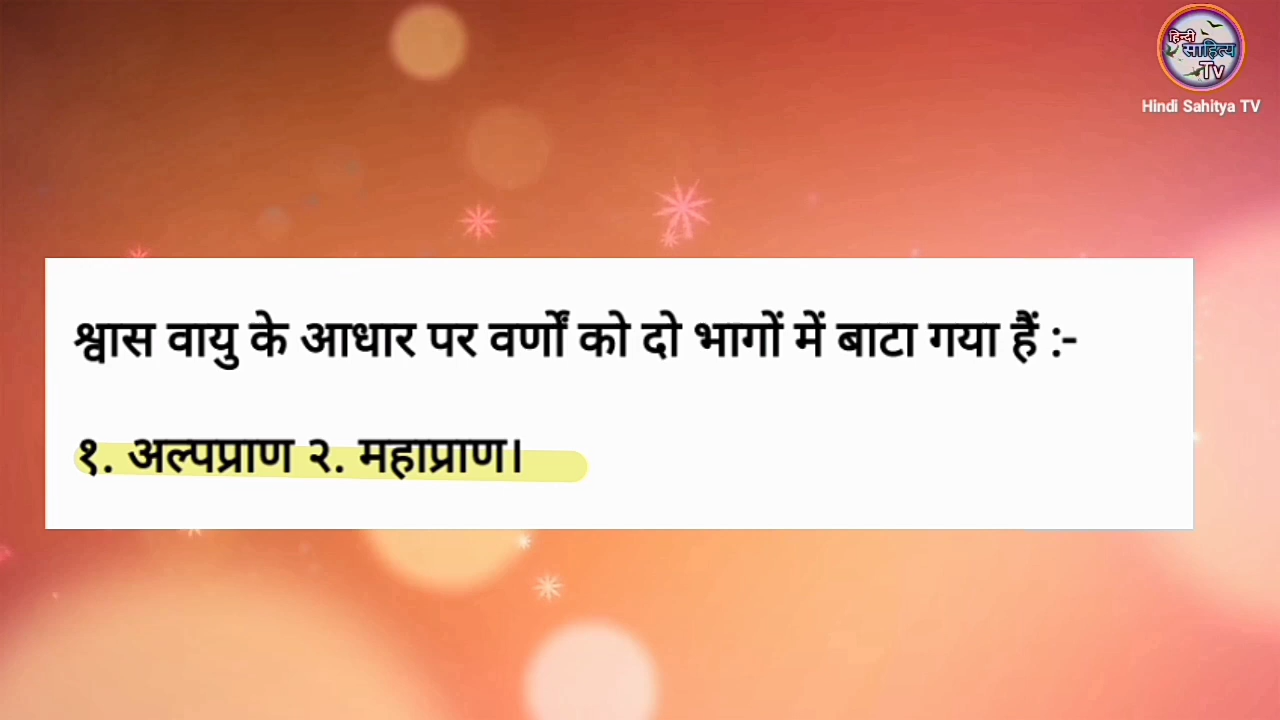 हिन्दी
साहित्य
Tv
Hindi Sahitya TV
श्वास वायु के आधार पर वर्णों को दो भागों में बाटा गया हैं :-
१. अल्पप्राण २. महाप्राण।